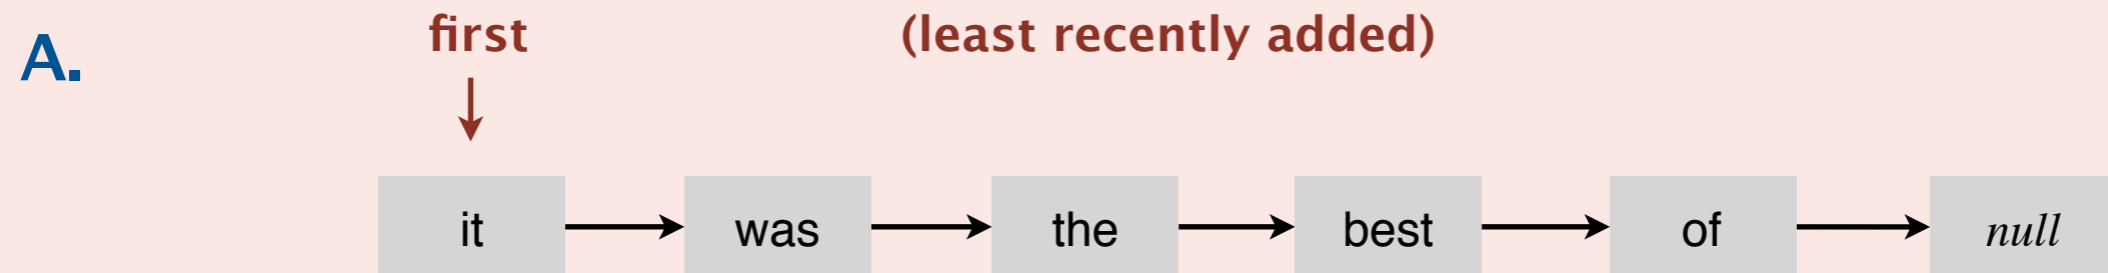 A.
first
(least recently added)
it was the best of null